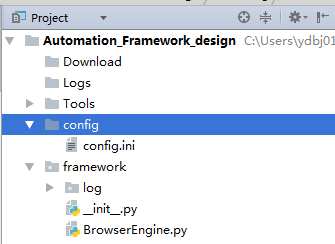 Project
Automation_Framework_design C:\Users\ydbj01
Download
Logs
Tools
config
config.ini
framework
log
__init__.py
BrowserEngine.py